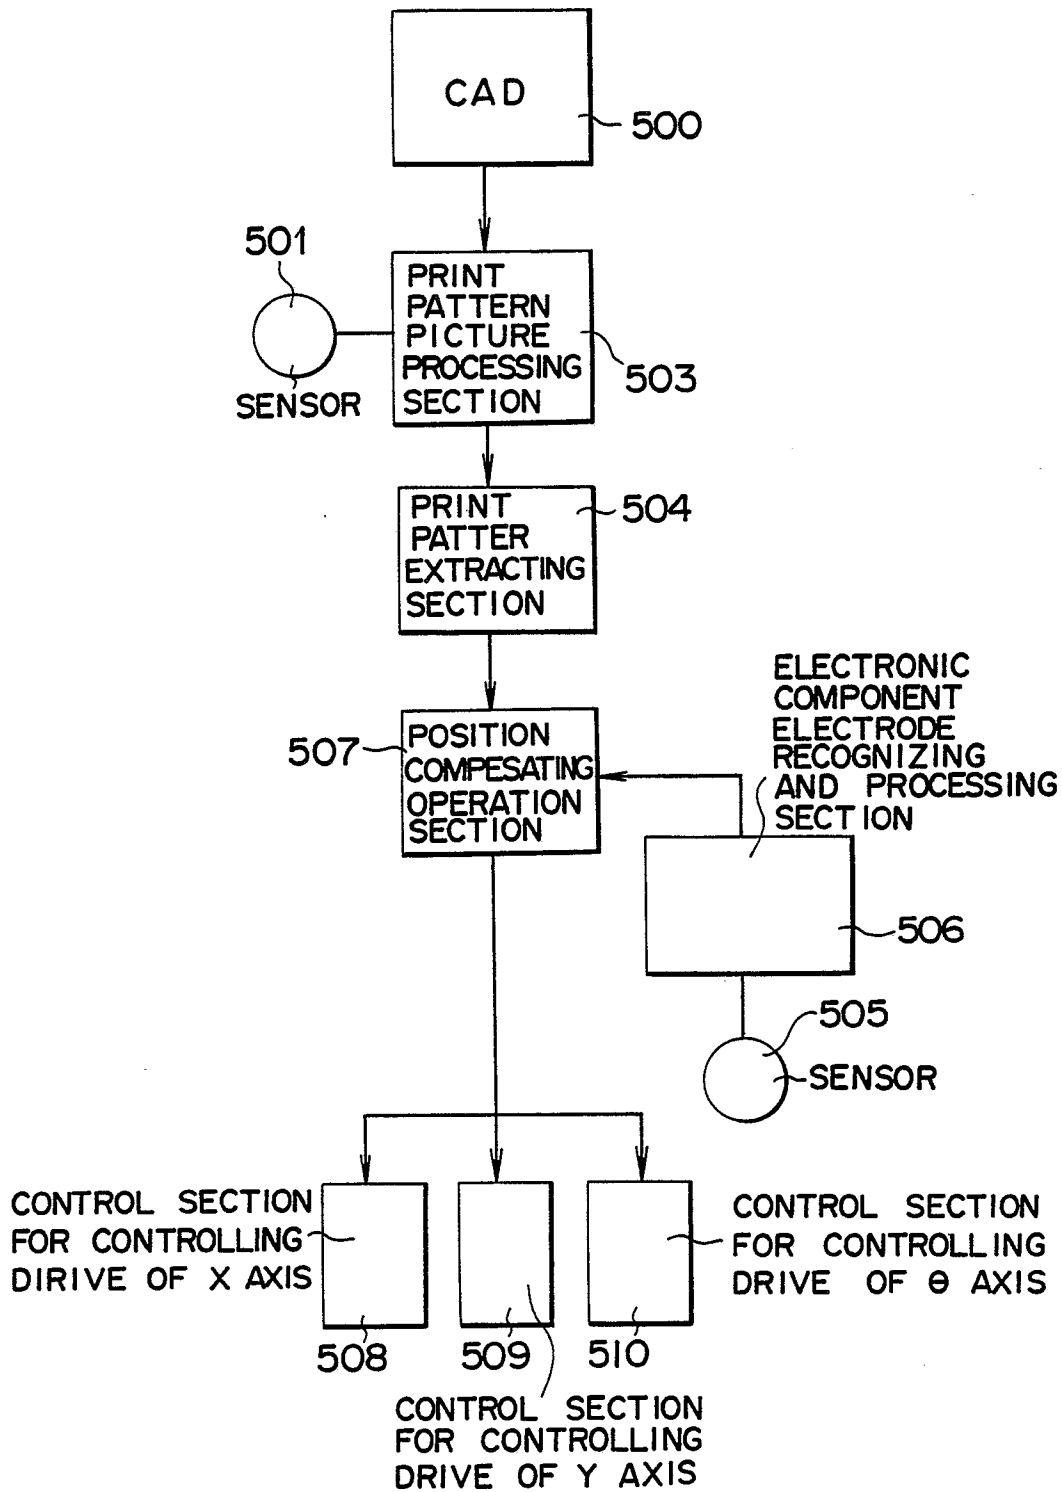 CAD
500
501
PRINT
PATTERN
PICTURE
PROCESSING
SECTION
503
SENSOR
PRINT
PATTER
EXTRACTING
SECTION
504
ELECTRONIC
COMPONENT
ELECTRODE
RECOGNIZING
AND PROCESSING
SECTION
507
POSITION
COMPESATING
OPERATION
SECTION
506
505
SENSOR
CONTROL SECTION
FOR CONTROLLING
DIRIVE OF X AXIS
CONTROL SECTION
FOR CONTROLLING
DRIVE OF θ AXIS
508
509
510
CONTROL SECTION
FOR CONTROLLING
DRIVE OF Y AXIS